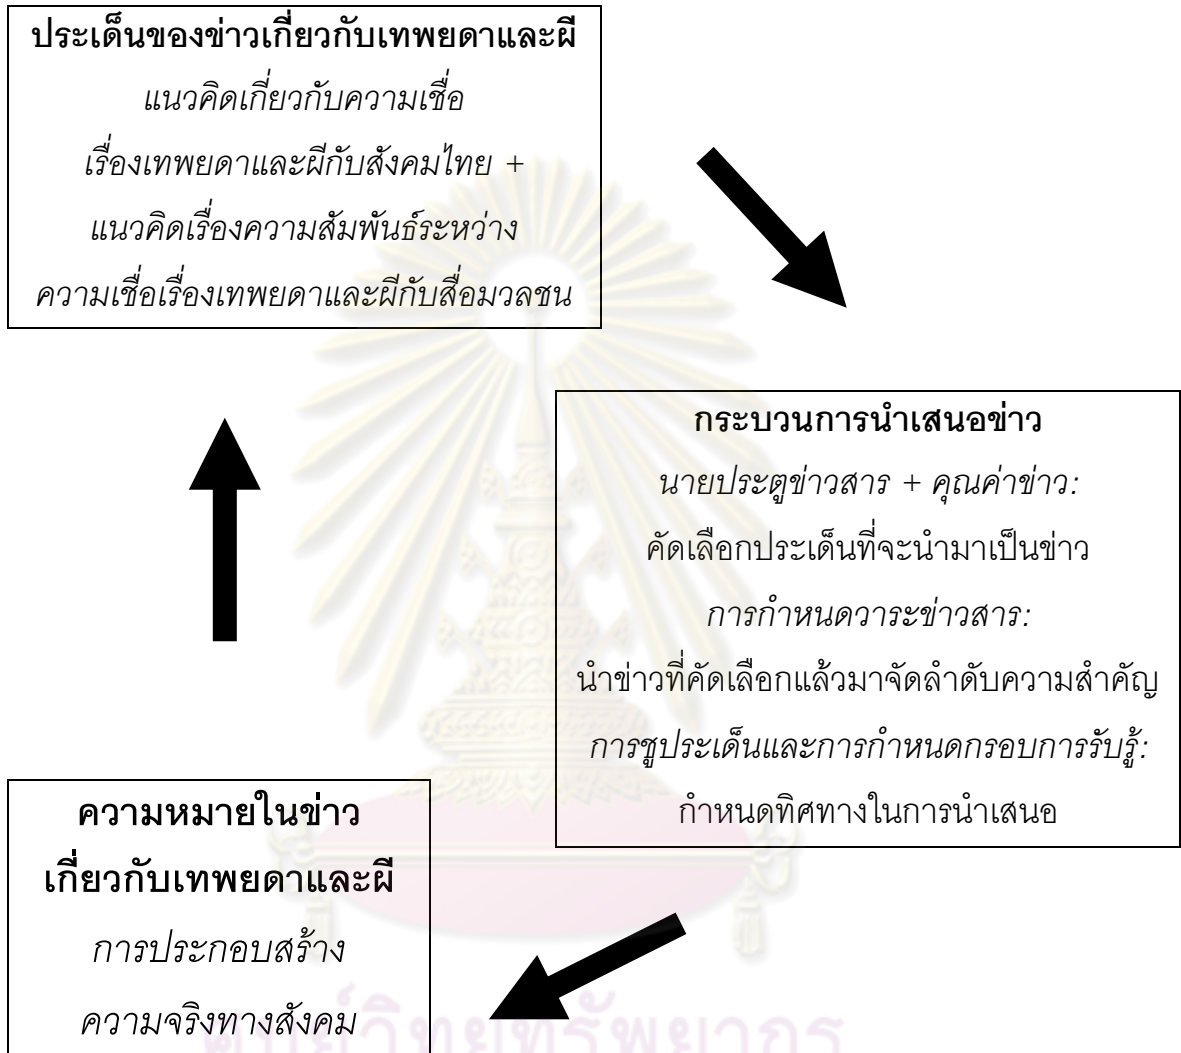 ประเด็นของข่าวเกี่ยวกับเทพยดาและผี
แนวคิดเกี่ยวกับความเชื่อ
เรื่องเทพยดาและผีกับสังคมไทย +
แนวคิดเรื่องความสัมพันธ์ระหว่าง
ความเชื่อเรื่องเทพยดาและผีกับสื่อมวลชน
กระบวนการนำเสนอข่าว
นายประตูข่าวสาร + คุณค่าข่าว:
คัดเลือกประเด็นที่จะนำมาเป็นข่าว
การกำหนดวาระข่าวสาร:
นำข่าวที่คัดเลือกแล้วมาจัดลำดับความสำคัญ
การชูประเด็นและการกำหนดกรอบการรับรู้:
กำหนดทิศทางในการนำเสนอ
ความหมายในข่าว
เกี่ยวกับเทพยดาและผี
การประกอบสร้าง
ความจริงทางสังคม
ศูนย์วิทยทรัพยากร